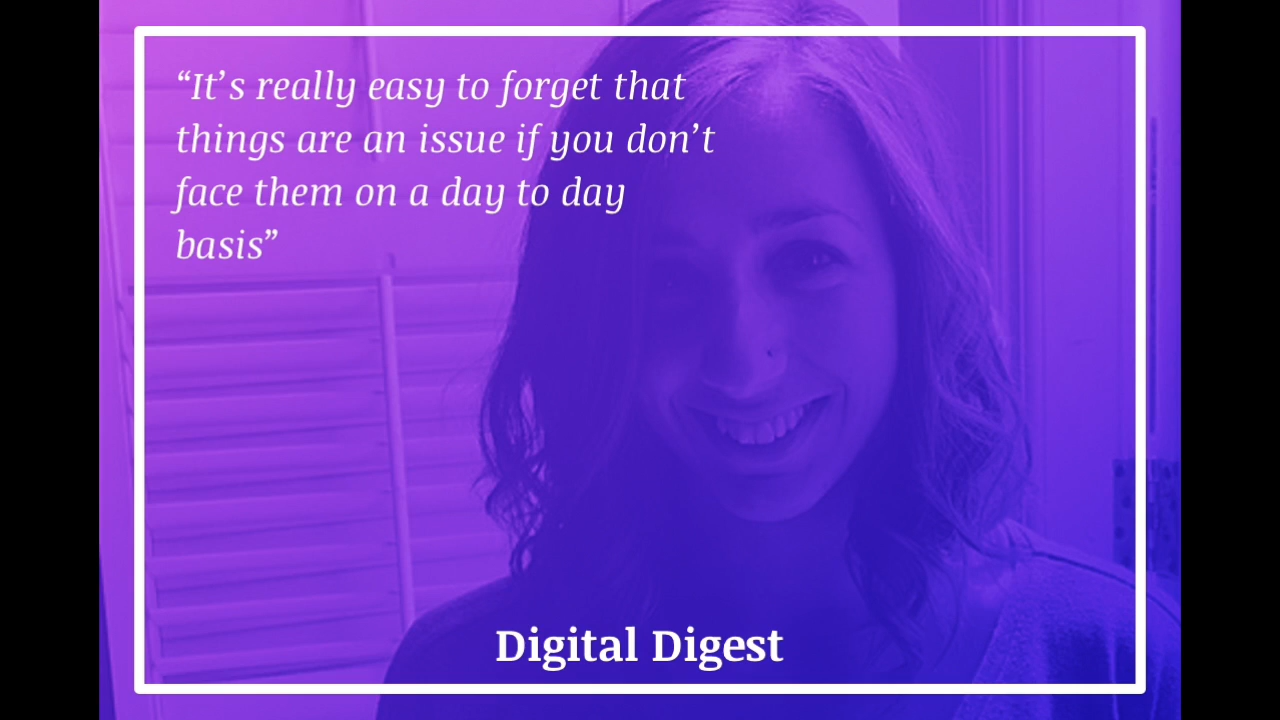 “It’s really easy to forget that
things are an issue if you don’t
face them on a day to day
basis”
Digital Digest